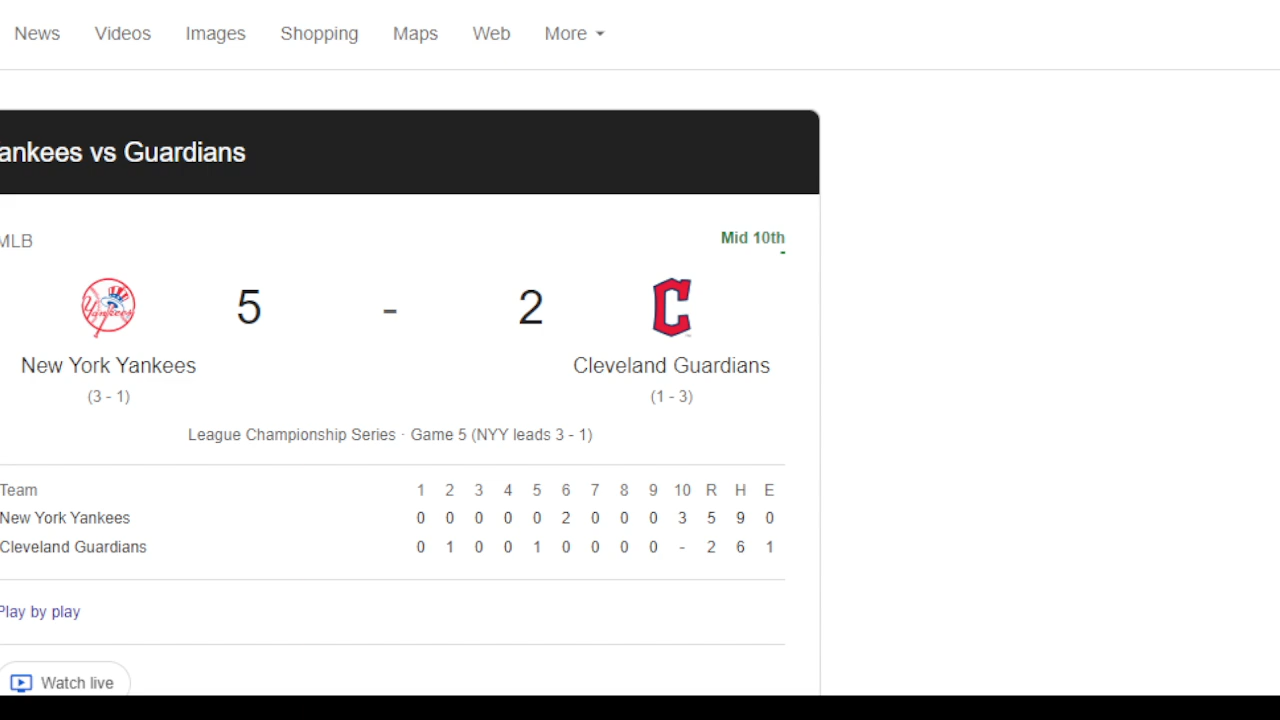 News Videos Images Shopping Maps Web More
ankees vs Guardians
MLB
Mid 10th
5 - 2
New York Yankees Cleveland Guardians
(3 - 1) (1 - 3)
League Championship Series · Game 5 (NYY leads 3 - 1)
Team 1 2 3 4 5 6 7 8 9 10 R H E
New York Yankees 0 0 0 0 0 2 0 0 0 3 5 9 0
Cleveland Guardians 0 1 0 0 1 0 0 0 0 - 2 6 1
Play by play
Watch live